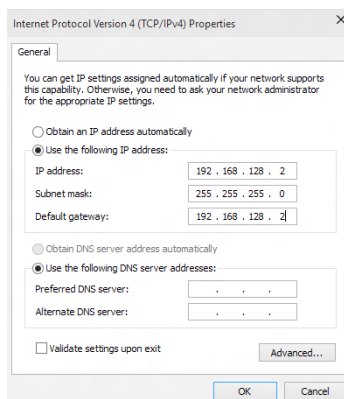 Internet Protocol Version 4 (TCP/IPv4) Properties
General
You can get IP settings assigned automatically if your network supports
this capability. Otherwise, you need to ask your network administrator
for the appropriate IP settings.
Obtain an IP address automatically
Use the following IP address:
IP address: 192 . 168 . 128 . 2
Subnet mask: 255 . 255 . 255 . 0
Default gateway: 192 . 168 . 128 . 2
Obtain DNS server address automatically
Use the following DNS server addresses:
Preferred DNS server: . . .
Alternate DNS server: . . .
Validate settings upon exit
Advanced...
OK Cancel